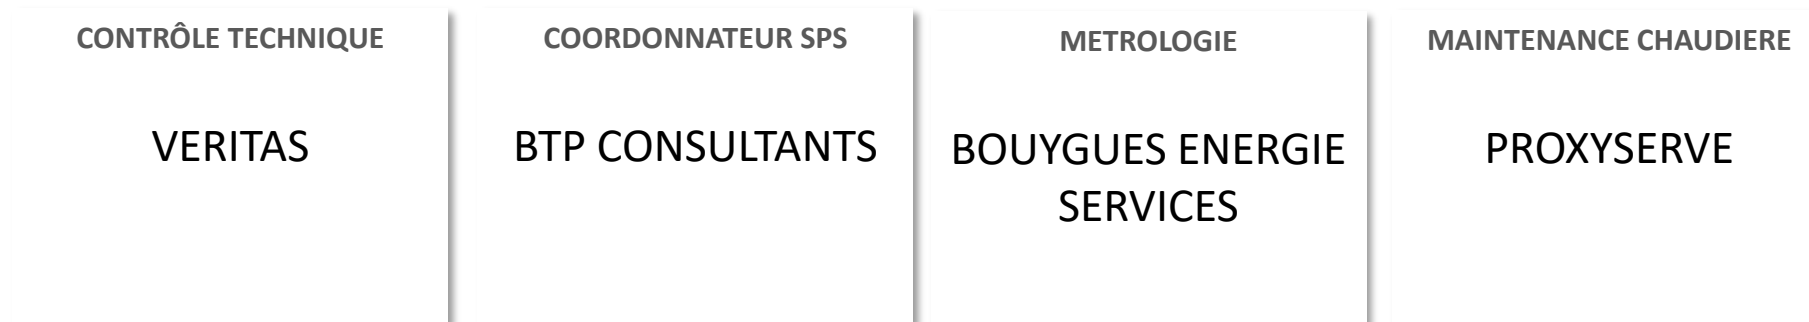 CONTRÔLE TECHNIQUE
VERITAS
COORDONNATEUR SPS
BTP CONSULTANTS
METROLOGIE
BOUYGUES ENERGIE
SERVICES
MAINTENANCE CHAUDIERE
PROXYSERVE